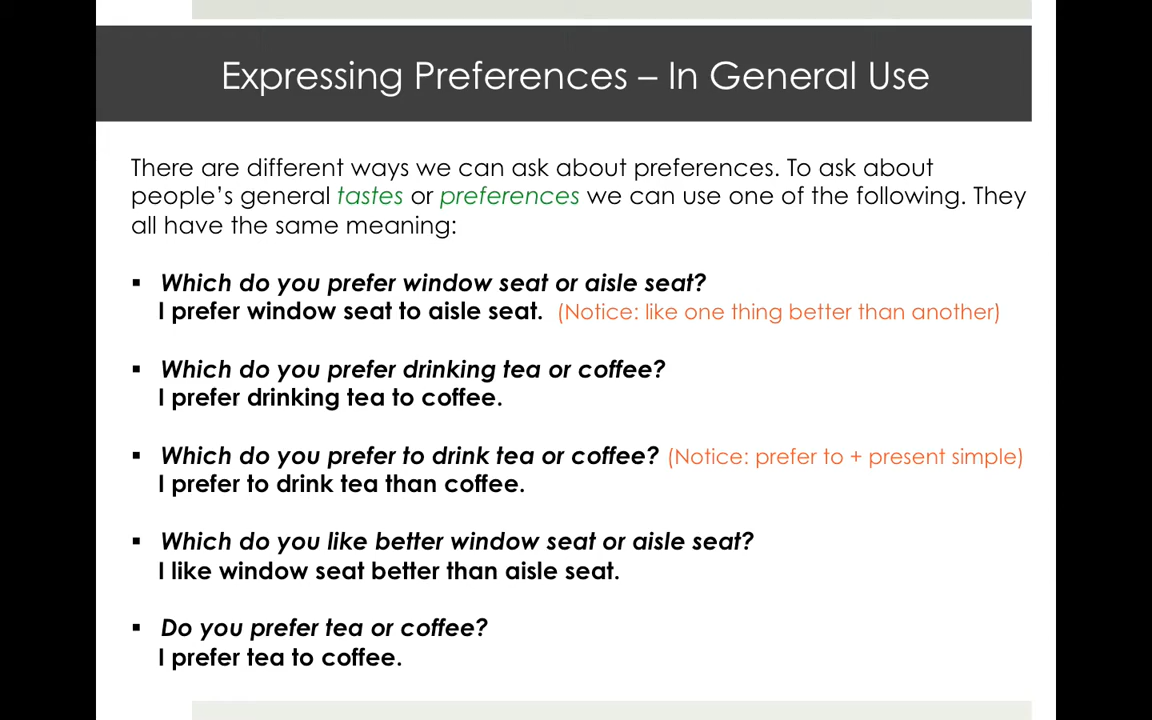 Expressing Preferences – In General Use
There are different ways we can ask about preferences. To ask about
people’s general tastes or preferences we can use one of the following. They
all have the same meaning:
▪ Which do you prefer window seat or aisle seat?
I prefer window seat to aisle seat. (Notice: like one thing better than another)
▪ Which do you prefer drinking tea or coffee?
I prefer drinking tea to coffee.
▪ Which do you prefer to drink tea or coffee? (Notice: prefer to + present simple)
I prefer to drink tea than coffee.
▪ Which do you like better window seat or aisle seat?
I like window seat better than aisle seat.
▪ Do you prefer tea or coffee?
I prefer tea to coffee.